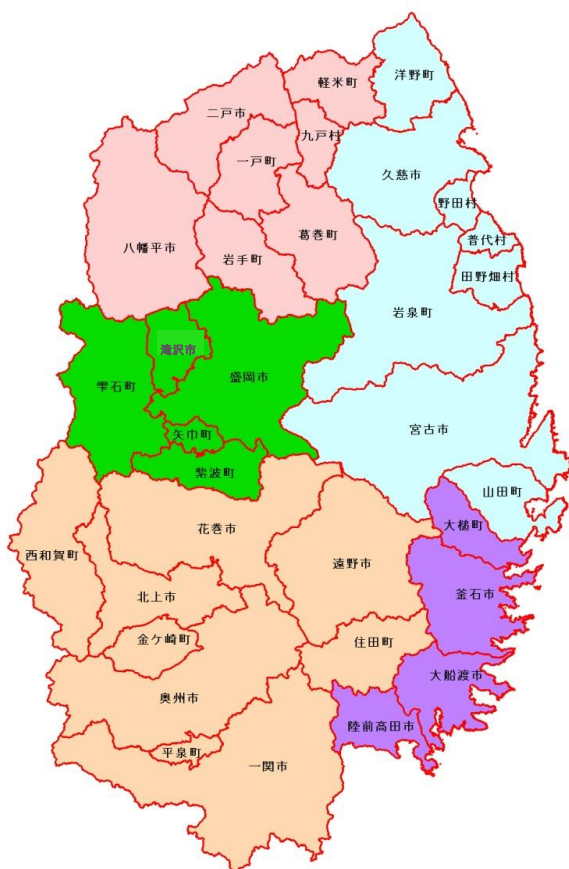 洋野町
軽米町
二戸市
九戸村
一戸町
久慈市
野田村
葛巻町
普代村
八幡平市
岩手町
田野畑村
岩泉町
滝沢市
盛岡市
雫石町
宮古市
矢巾町
紫波町
山田町
大槌町
花巻市
西和賀町
遠野市
釜石市
北上市
金ケ崎町
住田町
大船渡市
奥州市
陸前高田市
平泉町
一関市